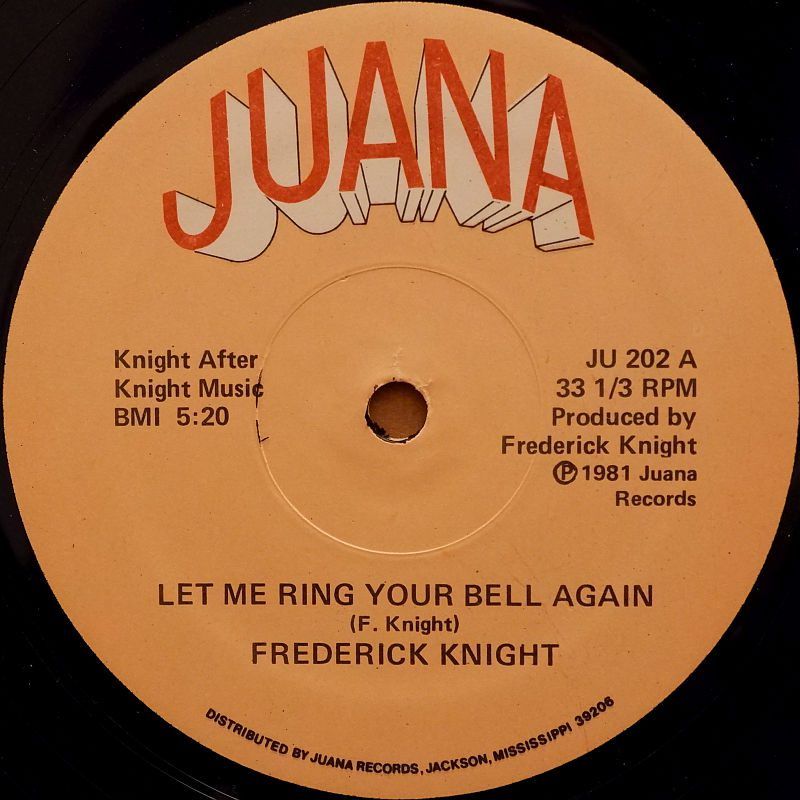 JUANA
Knight After
Knight Music
BMI 5:20
JU 202 A
33 1/3 RPM
Produced by
Frederick Knight
Ⓟ1981 Juana
Records
LET ME RING YOUR BELL AGAIN
(F. Knight)
FREDERICK KNIGHT
DISTRIBUTED BY JUANA RECORDS, JACKSON, MISSISSIPPI 39206